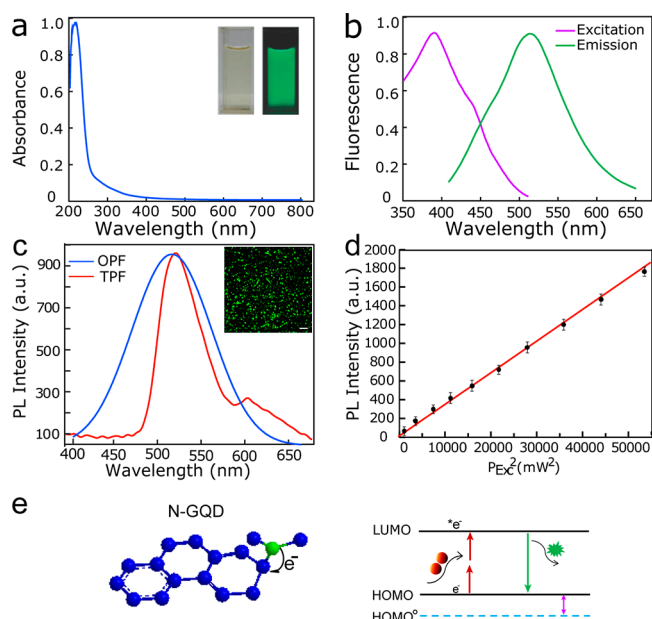 a
Absorbance
1.0
0.8
0.6
0.4
0.2
0
200 300 400 500 600 700 800
Wavelength (nm)
b
Excitation
Emission
Fluorescence
1.0
0.8
0.6
0.4
0.2
0
350 400 450 500 550 600 650
Wavelength (nm)
c
OPF
TPF
PL Intensity (a.u.)
900
700
500
300
100
400 450 500 550 600 650
Wavelength (nm)
d
PL Intensity (a.u.)
2000
1800
1600
1400
1200
1000
800
600
400
200
0
0 10000 20000 30000 40000 50000
PEx²(mW²)
e
N-GQD
e-
LUMO
*e-
e-
HOMO
HOMO°